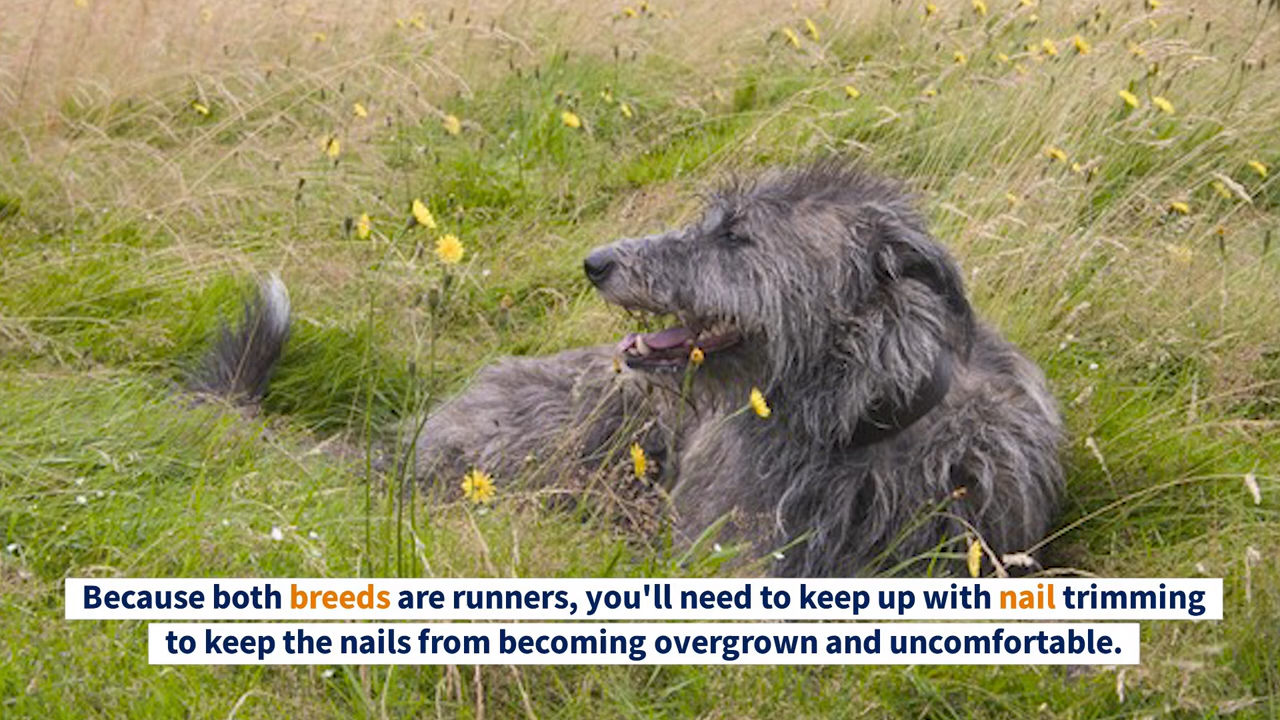 Because both breeds are runners, you'll need to keep up with nail trimming
to keep the nails from becoming overgrown and uncomfortable.